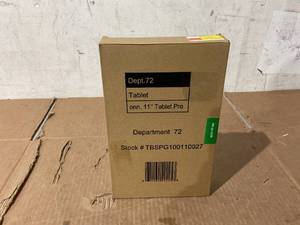 Dept.72
Tablet
onn. 11" Tablet Pro
Department 72
Stock # TBSPG100110027